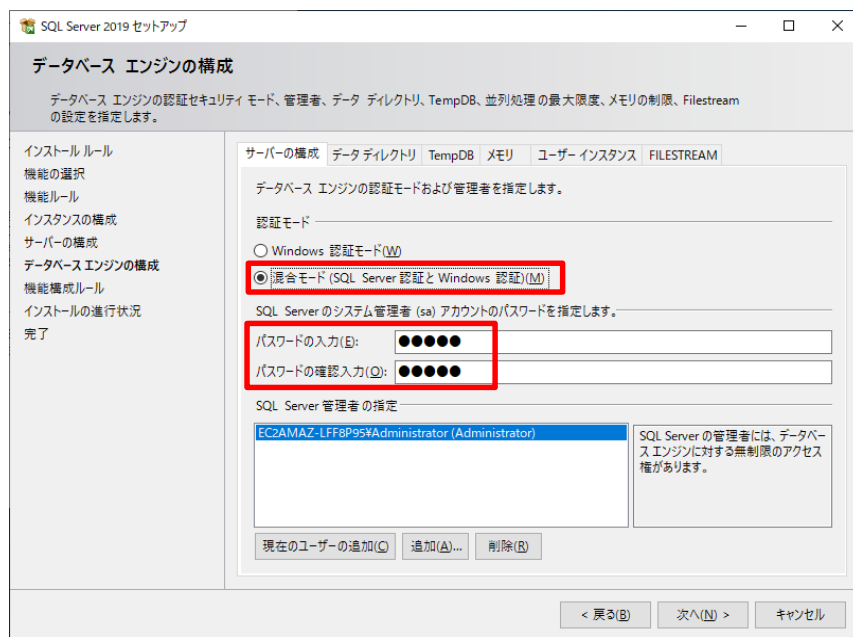 SQL Server 2019 セットアップ
データベース エンジンの構成
データベース エンジンの認証セキュリティ モード、管理者、データ ディレクトリ、TempDB、並列処理の最大限度、メモリの制限、Filestream
の設定を指定します。
インストール ルール
機能の選択
機能ルール
インスタンスの構成
サーバーの構成
データベース エンジンの構成
機能構成ルール
インストールの進行状況
完了
サーバーの構成 データ ディレクトリ TempDB メモリ ユーザー インスタンス FILESTREAM
データベース エンジンの認証モードおよび管理者を指定します。
認証モード
Windows 認証モード(W)
混合モード (SQL Server 認証と Windows 認証)(M)
SQL Server のシステム管理者 (sa) アカウントのパスワードを指定します。
パスワードの入力(E): ●●●●●
パスワードの確認入力(O): ●●●●●
SQL Server 管理者の指定
EC2AMAZ-LFF8P95¥Administrator (Administrator)
SQL Server の管理者には、データベー
ス エンジンに対する無制限のアクセス
権があります。
現在のユーザーの追加(C) 追加(A)... 削除(R)
< 戻る(B) 次へ(N) > キャンセル